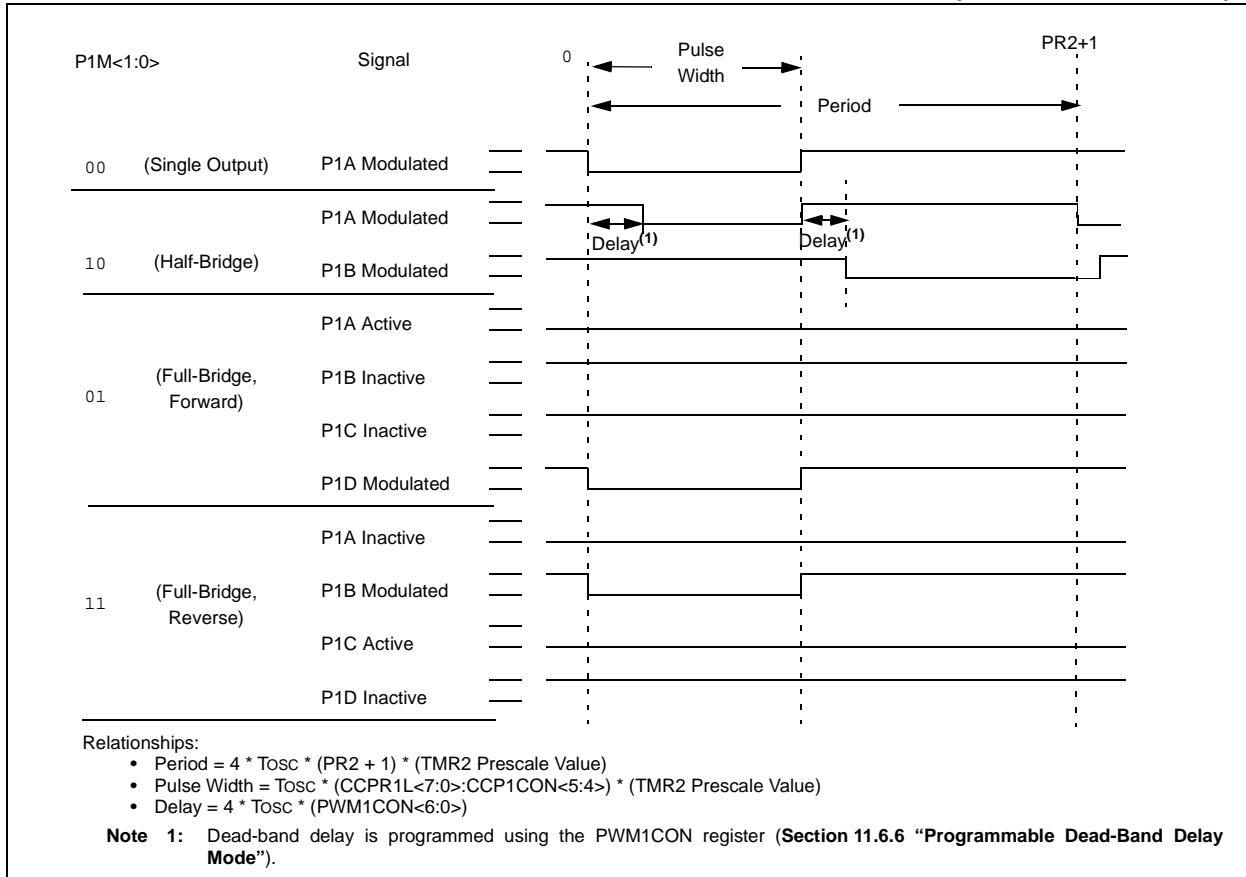 P1M<1:0>
Signal
0
Pulse
Width
PR2+1
Period
00 (Single Output) P1A Modulated
P1A Modulated
Delay(1) Delay(1)
10 (Half-Bridge) P1B Modulated
P1A Active
01 (Full-Bridge,
Forward)
P1B Inactive
P1C Inactive
P1D Modulated
P1A Inactive
11 (Full-Bridge,
Reverse)
P1B Modulated
P1C Active
P1D Inactive
Relationships:
• Period = 4 * TOSC * (PR2 + 1) * (TMR2 Prescale Value)
• Pulse Width = TOSC * (CCPR1L<7:0>:CCP1CON<5:4>) * (TMR2 Prescale Value)
• Delay = 4 * TOSC * (PWM1CON<6:0>)
Note 1: Dead-band delay is programmed using the PWM1CON register (Section 11.6.6 “Programmable Dead-Band Delay
Mode”).